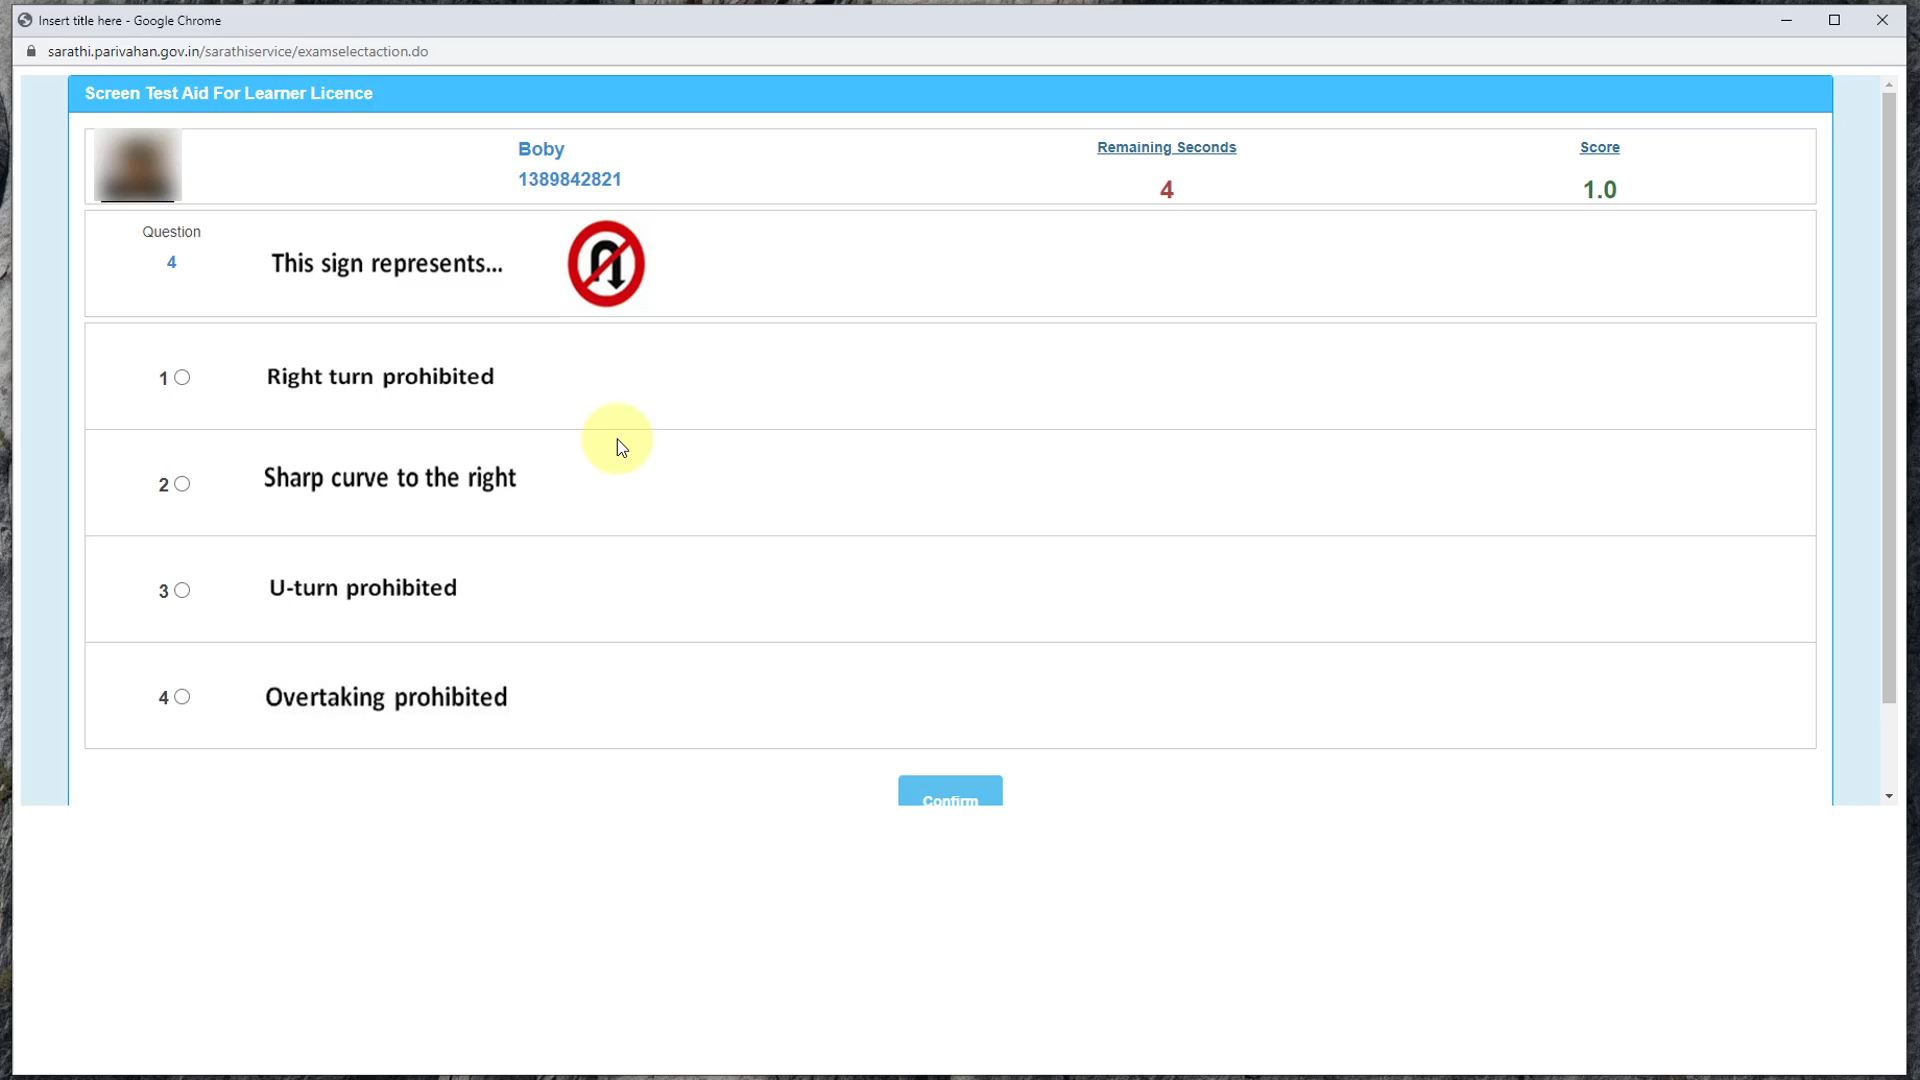 Insert title here - Google Chrome
sarathi.parivahan.gov.in/sarathiservice/examselectaction.do
Screen Test Aid For Learner Licence
Boby
1389842821
Remaining Seconds
4
Score
1.0
Question
4
This sign represents...
1 Right turn prohibited
2 Sharp curve to the right
3 U-turn prohibited
4 Overtaking prohibited
Confirm